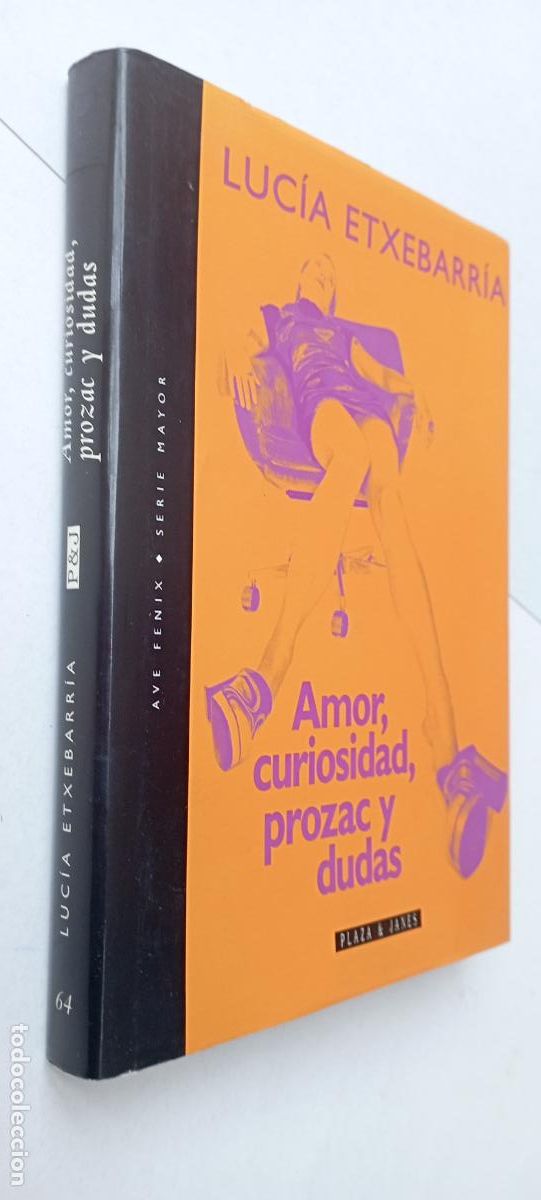 LUCÍA ETXEBARRÍA
Amor,
curiosidad,
prozac y
dudas
PLAZA & JANES
AVE FENIX ♦ SERIE MAYOR
Amor, curiosidad,
prozac y dudas
P&J
LUCÍA ETXEBARRÍA
64
todocoleccion